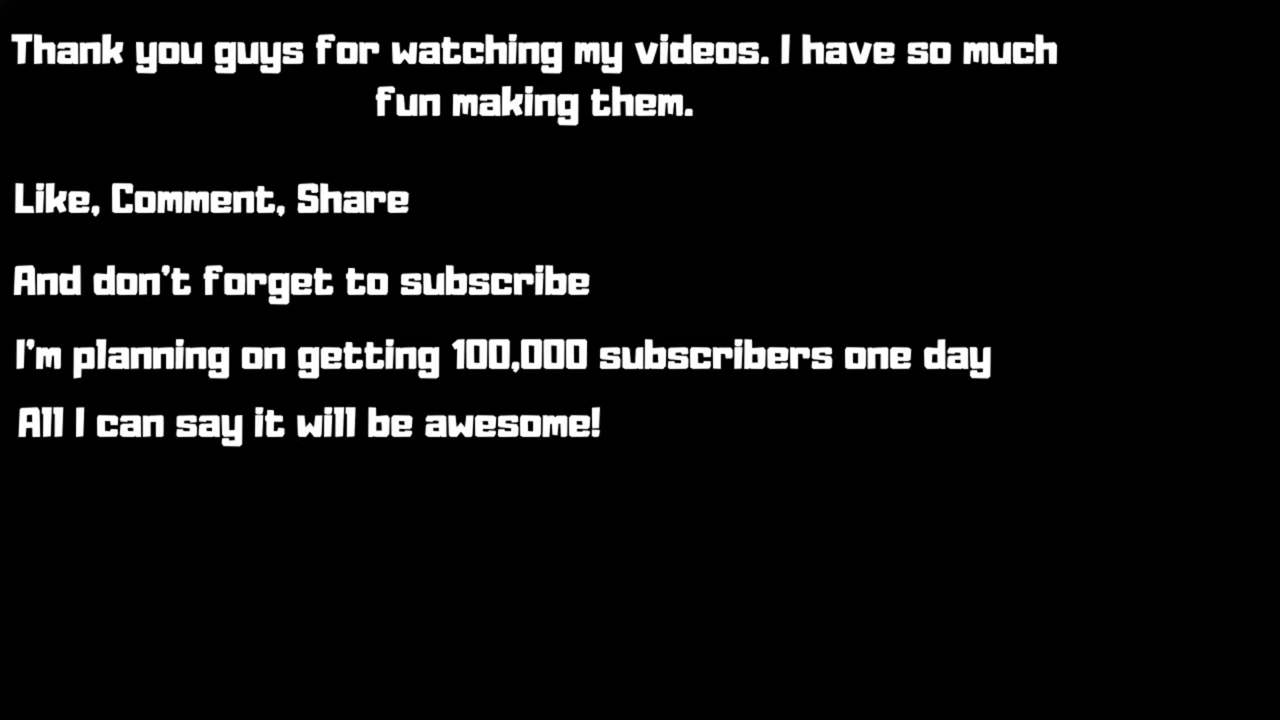 Thank you guys for watching my videos. I have so much
fun making them.
Like, Comment, Share
And don't forget to subscribe
I'm planning on getting 100,000 subscribers one day
All I can say it will be awesome!